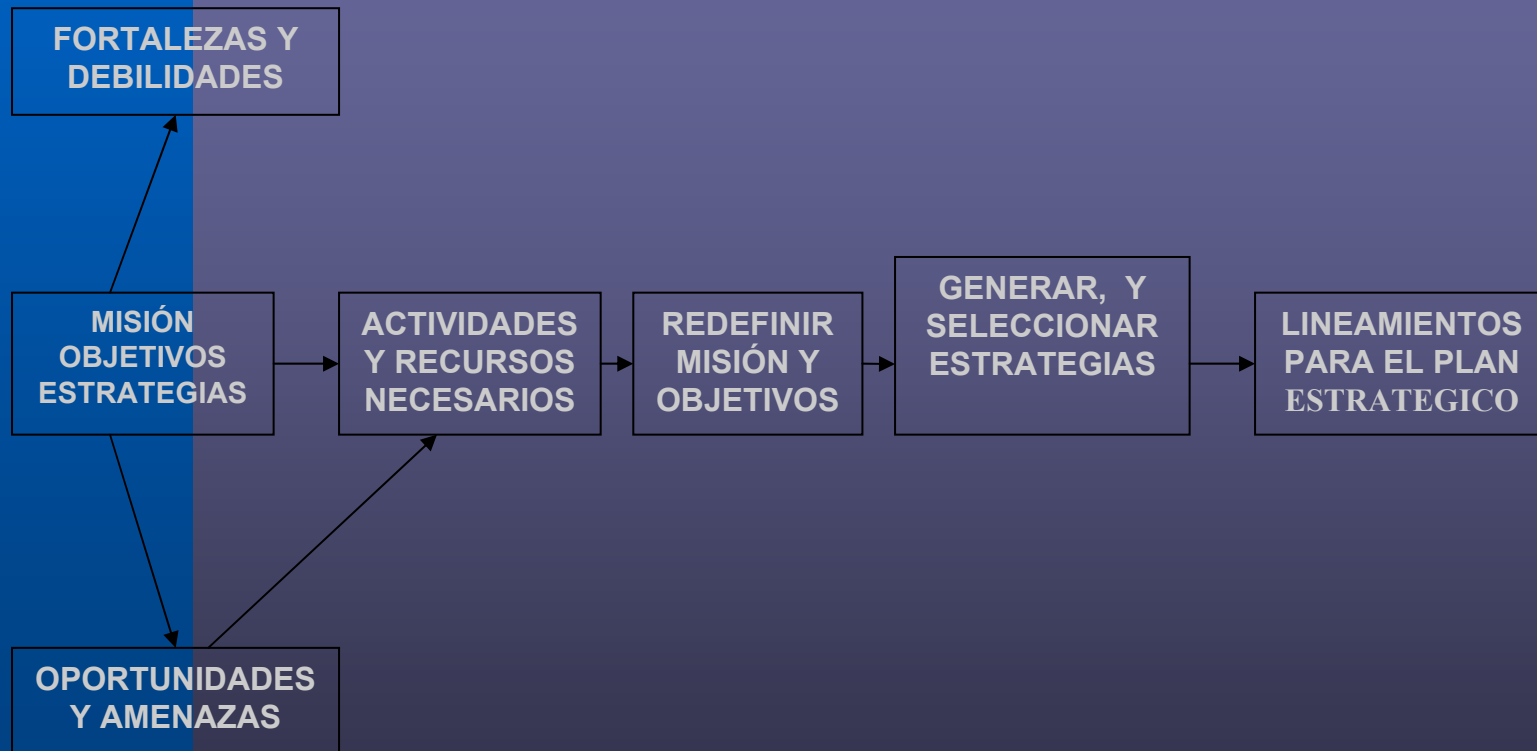 FORTALEZAS Y
DEBILIDADES
MISIÓN
OBJETIVOS
ESTRATEGIAS
ACTIVIDADES
Y RECURSOS
NECESARIOS
REDEFINIR
MISIÓN Y
OBJETIVOS
GENERAR, Y
SELECCIONAR
ESTRATEGIAS
LINEAMIENTOS
PARA EL PLAN
ESTRATEGICO
OPORTUNIDADES
Y AMENAZAS